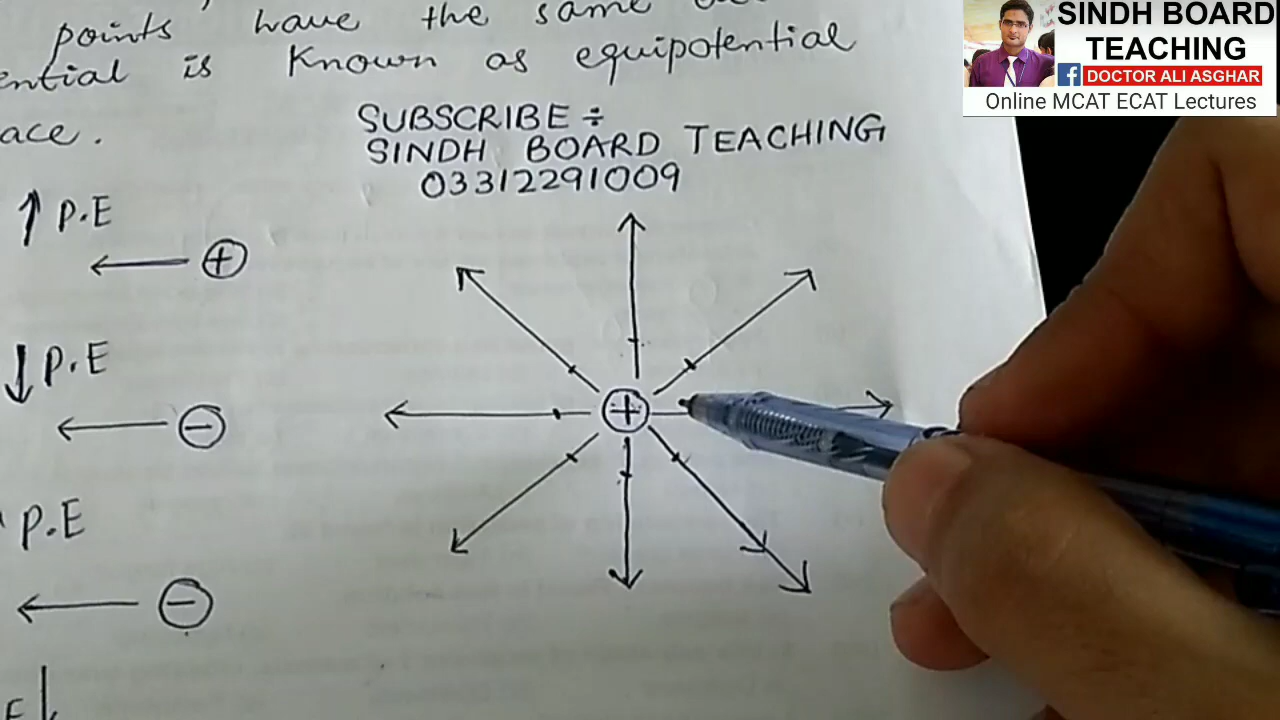 points have the same
ential is Known as equipotential
ace.
SUBSCRIBE ÷
SINDH BOARD TEACHING
03312291009
↑ P.E
← +
↓ P.E
← −
P.E
← −
E ↓
+
SINDH BOARD
TEACHING
f DOCTOR ALI ASGHAR
Online MCAT ECAT Lectures